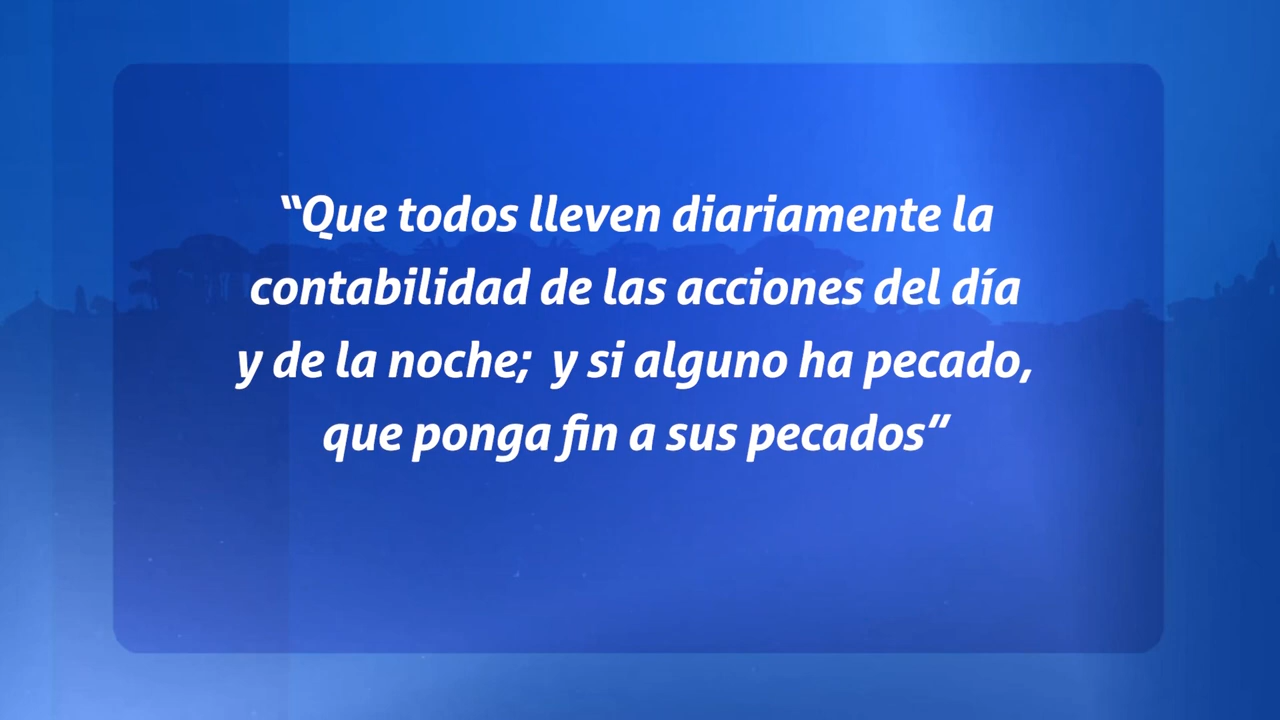 “Que todos lleven diariamente la
contabilidad de las acciones del día
y de la noche;  y si alguno ha pecado,
que ponga fin a sus pecados”